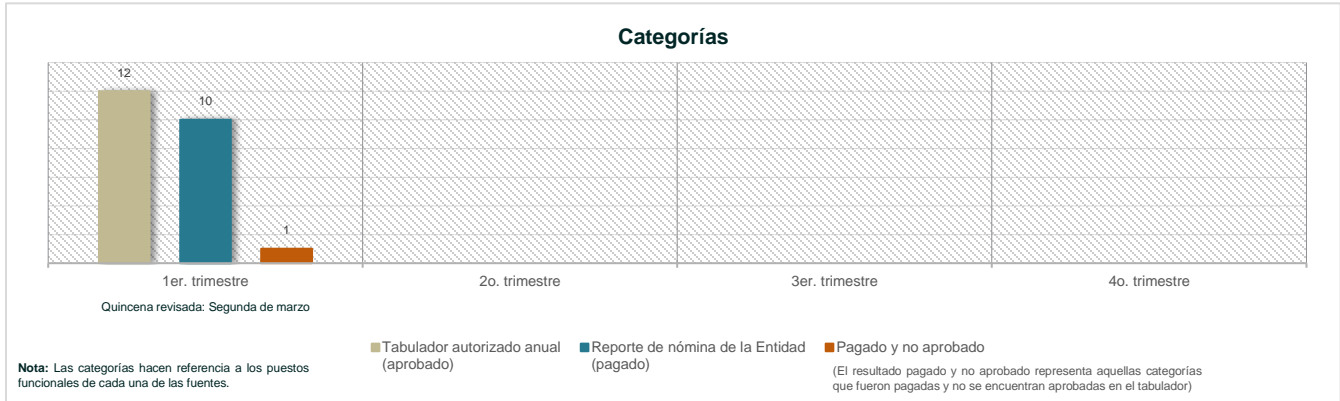 Categorías
12
10
1
1er. trimestre
2o. trimestre
3er. trimestre
4o. trimestre
Quincena revisada: Segunda de marzo
Tabulador autorizado anual
(aprobado)
Reporte de nómina de la Entidad
(pagado)
Pagado y no aprobado
(El resultado pagado y no aprobado representa aquellas categorías
que fueron pagadas y no se encuentran aprobadas en el tabulador)
Nota: Las categorías hacen referencia a los puestos
funcionales de cada una de las fuentes.